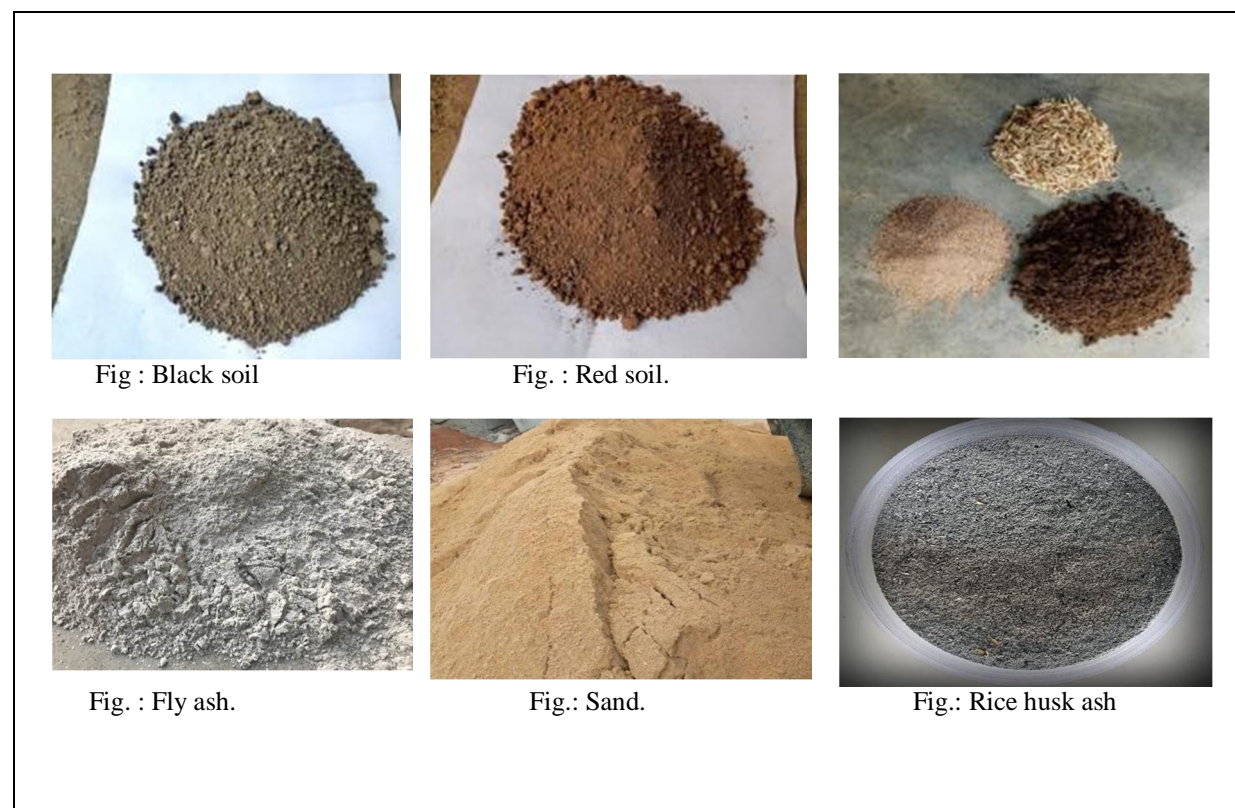 Fig : Black soil
Fig. : Red soil.
Fig. : Fly ash.
Fig.: Sand.
Fig.: Rice husk ash